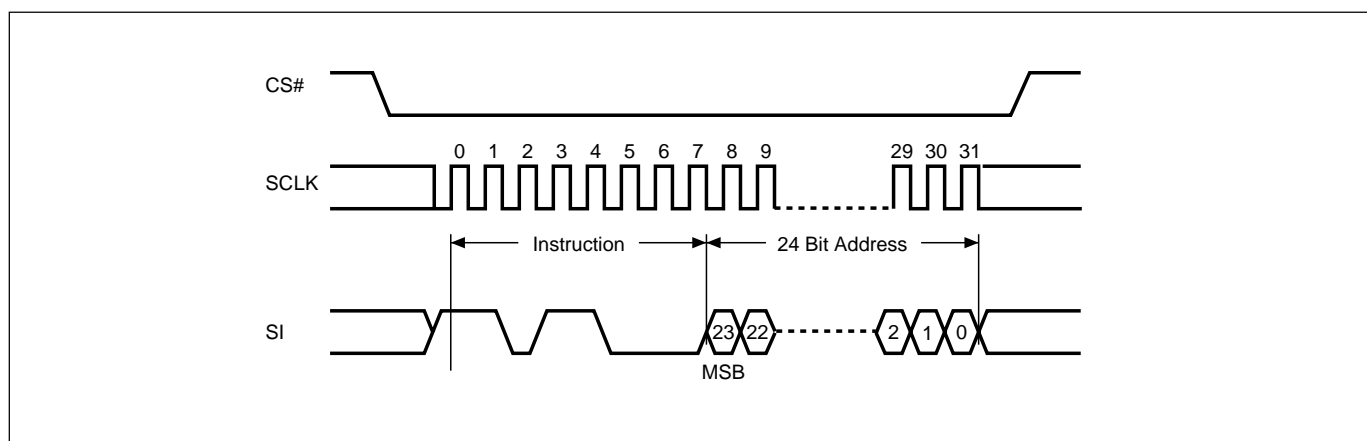 CS#
0 1 2 3 4 5 6 7 8 9 29 30 31
SCLK
Instruction 24 Bit Address
SI 23 22 2 1 0
MSB